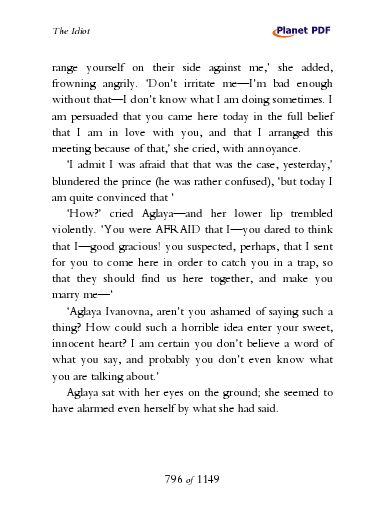 The Idiot
Planet PDF
range yourself on their side against me,’ she added,
frowning angrily. ‘Don’t irritate me—I’m bad enough
without that—I don’t know what I am doing sometimes. I
am persuaded that you came here today in the full belief
that I am in love with you, and that I arranged this
meeting because of that,’ she cried, with annoyance.
‘I admit I was afraid that that was the case, yesterday,’
blundered the prince (he was rather confused), ‘but today I
am quite convinced that ‘
‘How?’ cried Aglaya—and her lower lip trembled
violently. ‘You were AFRAID that I—you dared to think
that I—good gracious! you suspected, perhaps, that I sent
for you to come here in order to catch you in a trap, so
that they should find us here together, and make you
marry me—‘
‘Aglaya Ivanovna, aren’t you ashamed of saying such a
thing? How could such a horrible idea enter your sweet,
innocent heart? I am certain you don’t believe a word of
what you say, and probably you don’t even know what
you are talking about.’
Aglaya sat with her eyes on the ground; she seemed to
have alarmed even herself by what she had said.
796 of 1149